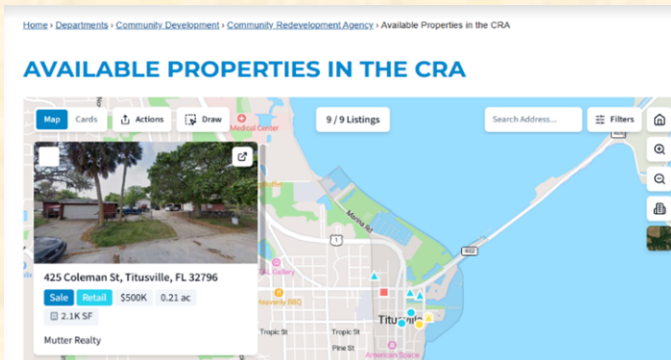 Home › Departments › Community Development › Community Redevelopment Agency › Available Properties in the CRA
AVAILABLE PROPERTIES IN THE CRA
Map Cards Actions Draw 9 / 9 Listings Search Address... Filters
Medical Center
Marina Rd
1
402
425 Coleman St, Titusville, FL 32796
Sale Retail $500K 0.21 ac
2.1K SF
Mutter Realty
Gallery
Heavenly BBQ
Titusville
Tropic St Tropic St
Pine St
American Space